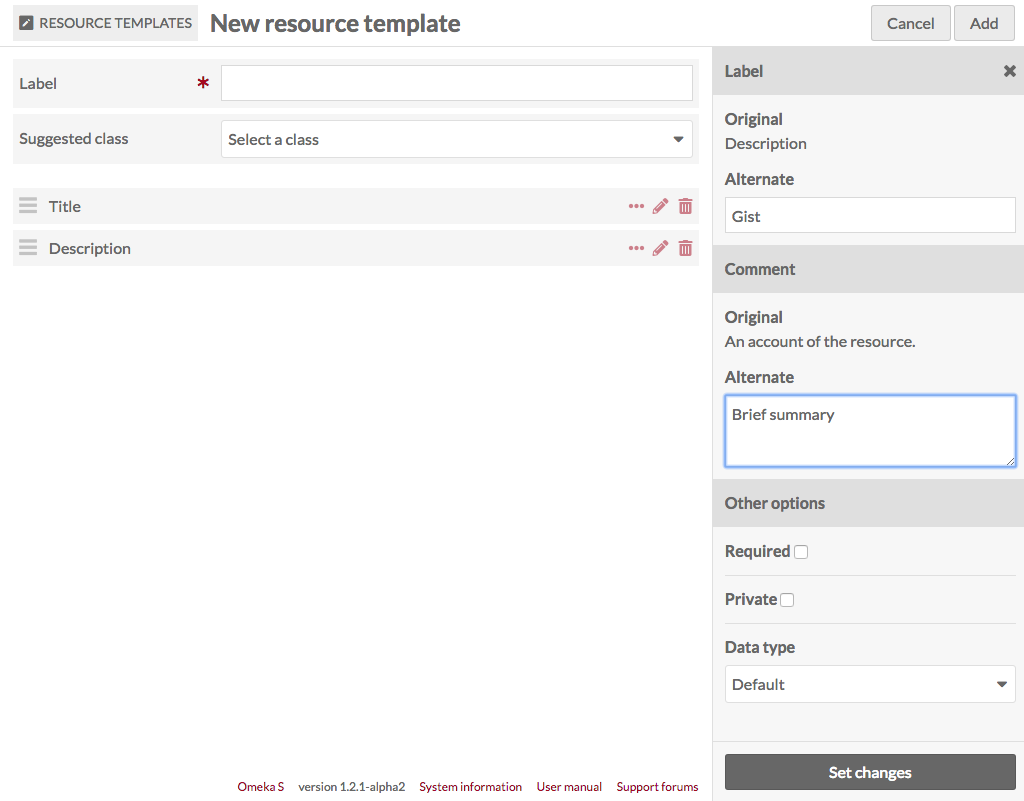 RESOURCE TEMPLATES New resource template Cancel Add
Label *
Suggested class Select a class
Title
Description
Label
Original
Description
Alternate
Gist
Comment
Original
An account of the resource.
Alternate
Brief summary
Other options
Required
Private
Data type
Default
Set changes
Omeka S version 1.2.1-alpha2 System information User manual Support forums